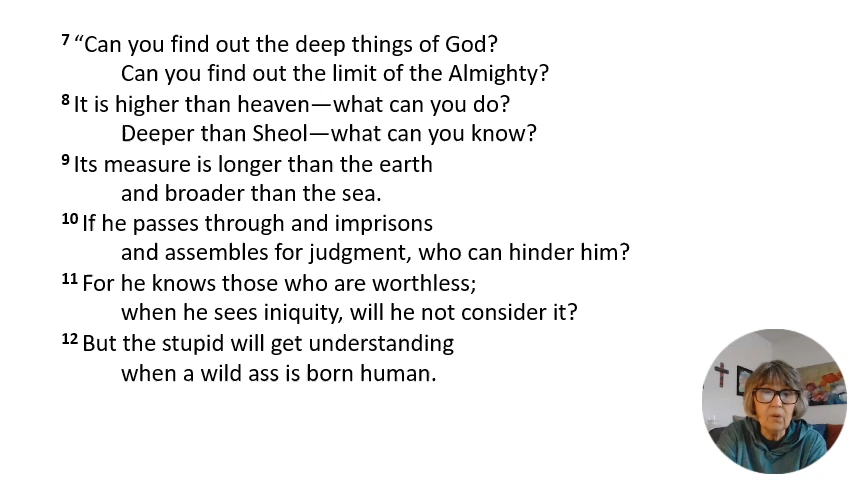 7 “Can you find out the deep things of God?
Can you find out the limit of the Almighty?
8 It is higher than heaven—what can you do?
Deeper than Sheol—what can you know?
9 Its measure is longer than the earth
and broader than the sea.
10 If he passes through and imprisons
and assembles for judgment, who can hinder him?
11 For he knows those who are worthless;
when he sees iniquity, will he not consider it?
12 But the stupid will get understanding
when a wild ass is born human.